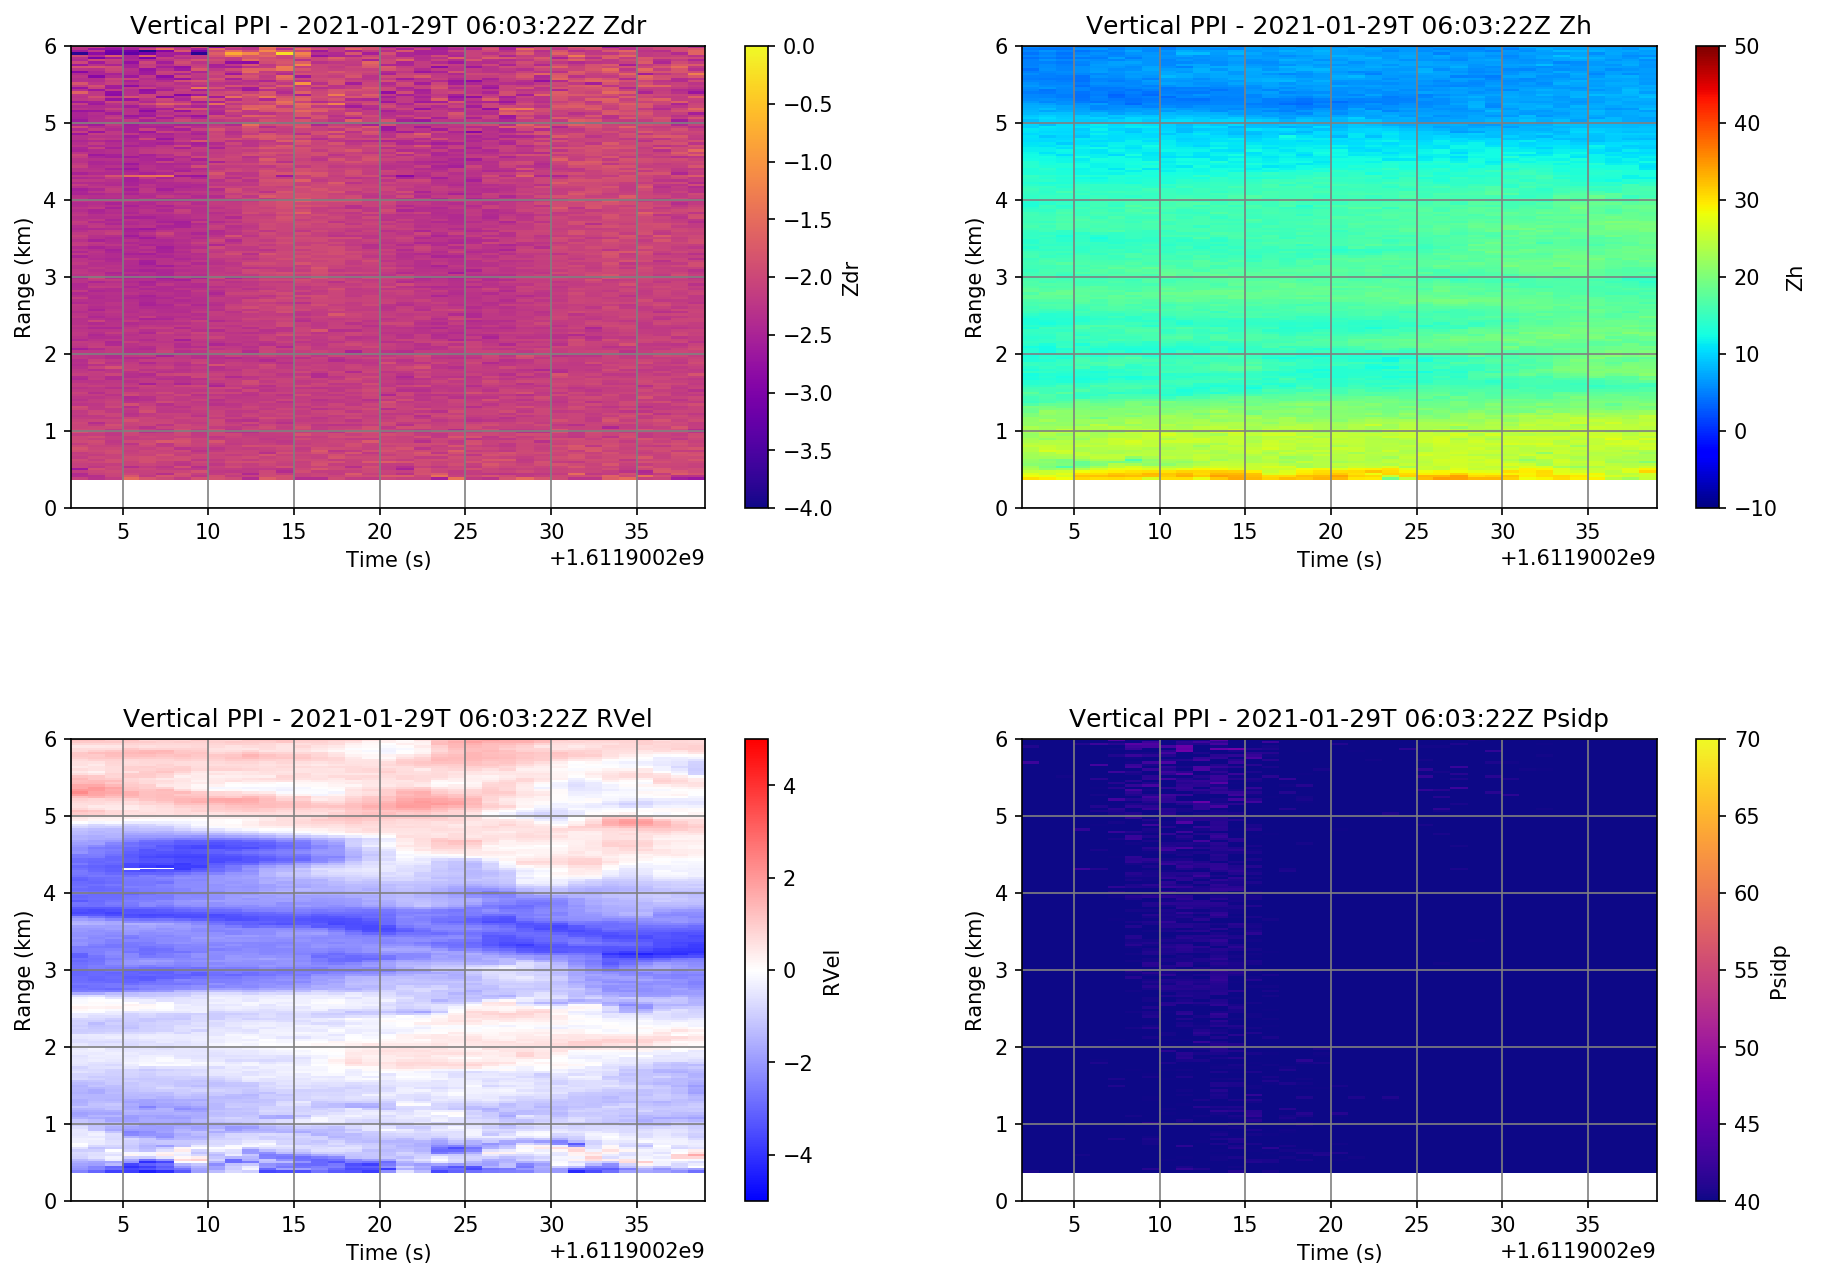 Vertical PPI - 2021-01-29T 06:03:22Z Zdr
6
5
4
3
2
1
0
Range (km)
5 10 15 20 25 30 35
Time (s)
+1.61119002e9
0.0
−0.5
−1.0
−1.5
−2.0
−2.5
−3.0
−3.5
−4.0
Zdr
Vertical PPI - 2021-01-29T 06:03:22Z Zh
6
5
4
3
2
1
0
Range (km)
5 10 15 20 25 30 35
Time (s)
+1.61119002e9
50
40
30
20
10
0
−10
Zh
Vertical PPI - 2021-01-29T 06:03:22Z RVel
6
5
4
3
2
1
0
Range (km)
5 10 15 20 25 30 35
Time (s)
+1.61119002e9
4
2
0
−2
−4
RVel
Vertical PPI - 2021-01-29T 06:03:22Z Psidp
6
5
4
3
2
1
0
Range (km)
5 10 15 20 25 30 35
Time (s)
+1.61119002e9
70
65
60
55
50
45
40
Psidp